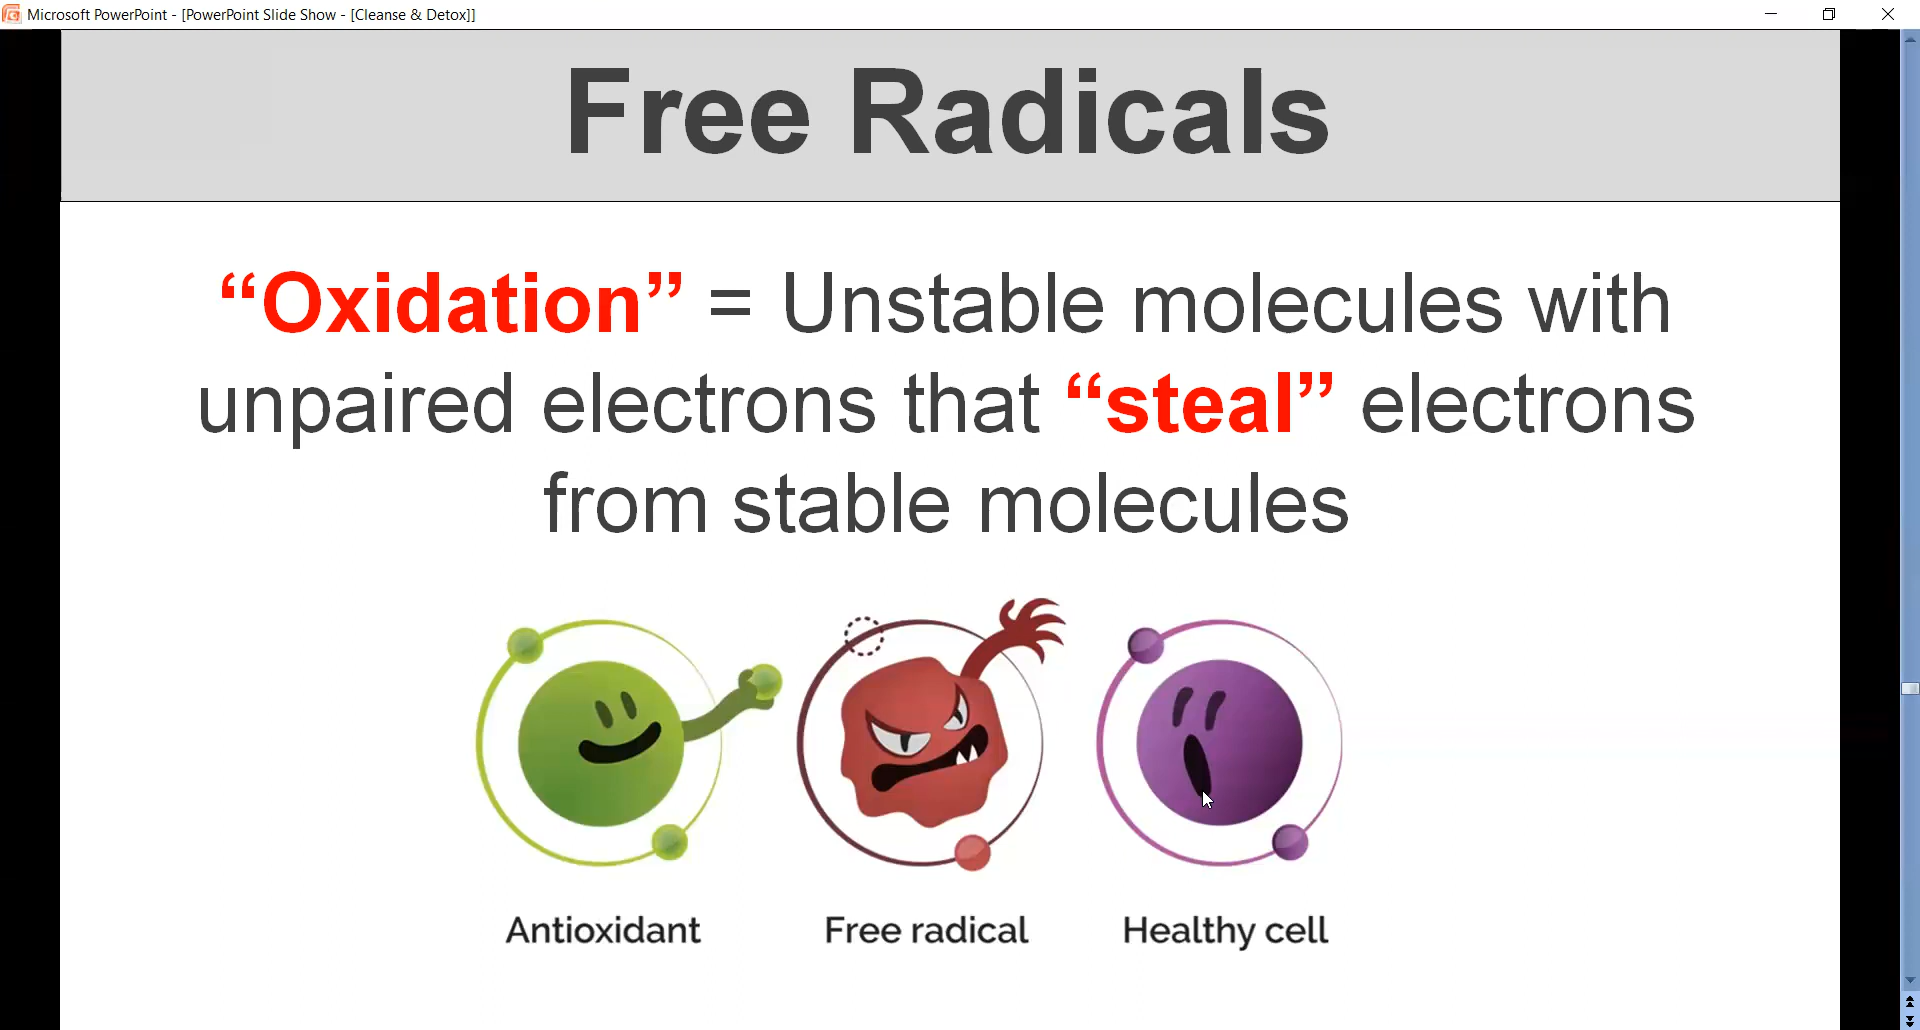 Microsoft PowerPoint - [PowerPoint Slide Show - [Cleanse & Detox]]
Free Radicals
“Oxidation” = Unstable molecules with
unpaired electrons that “steal” electrons
from stable molecules
Antioxidant Free radical Healthy cell